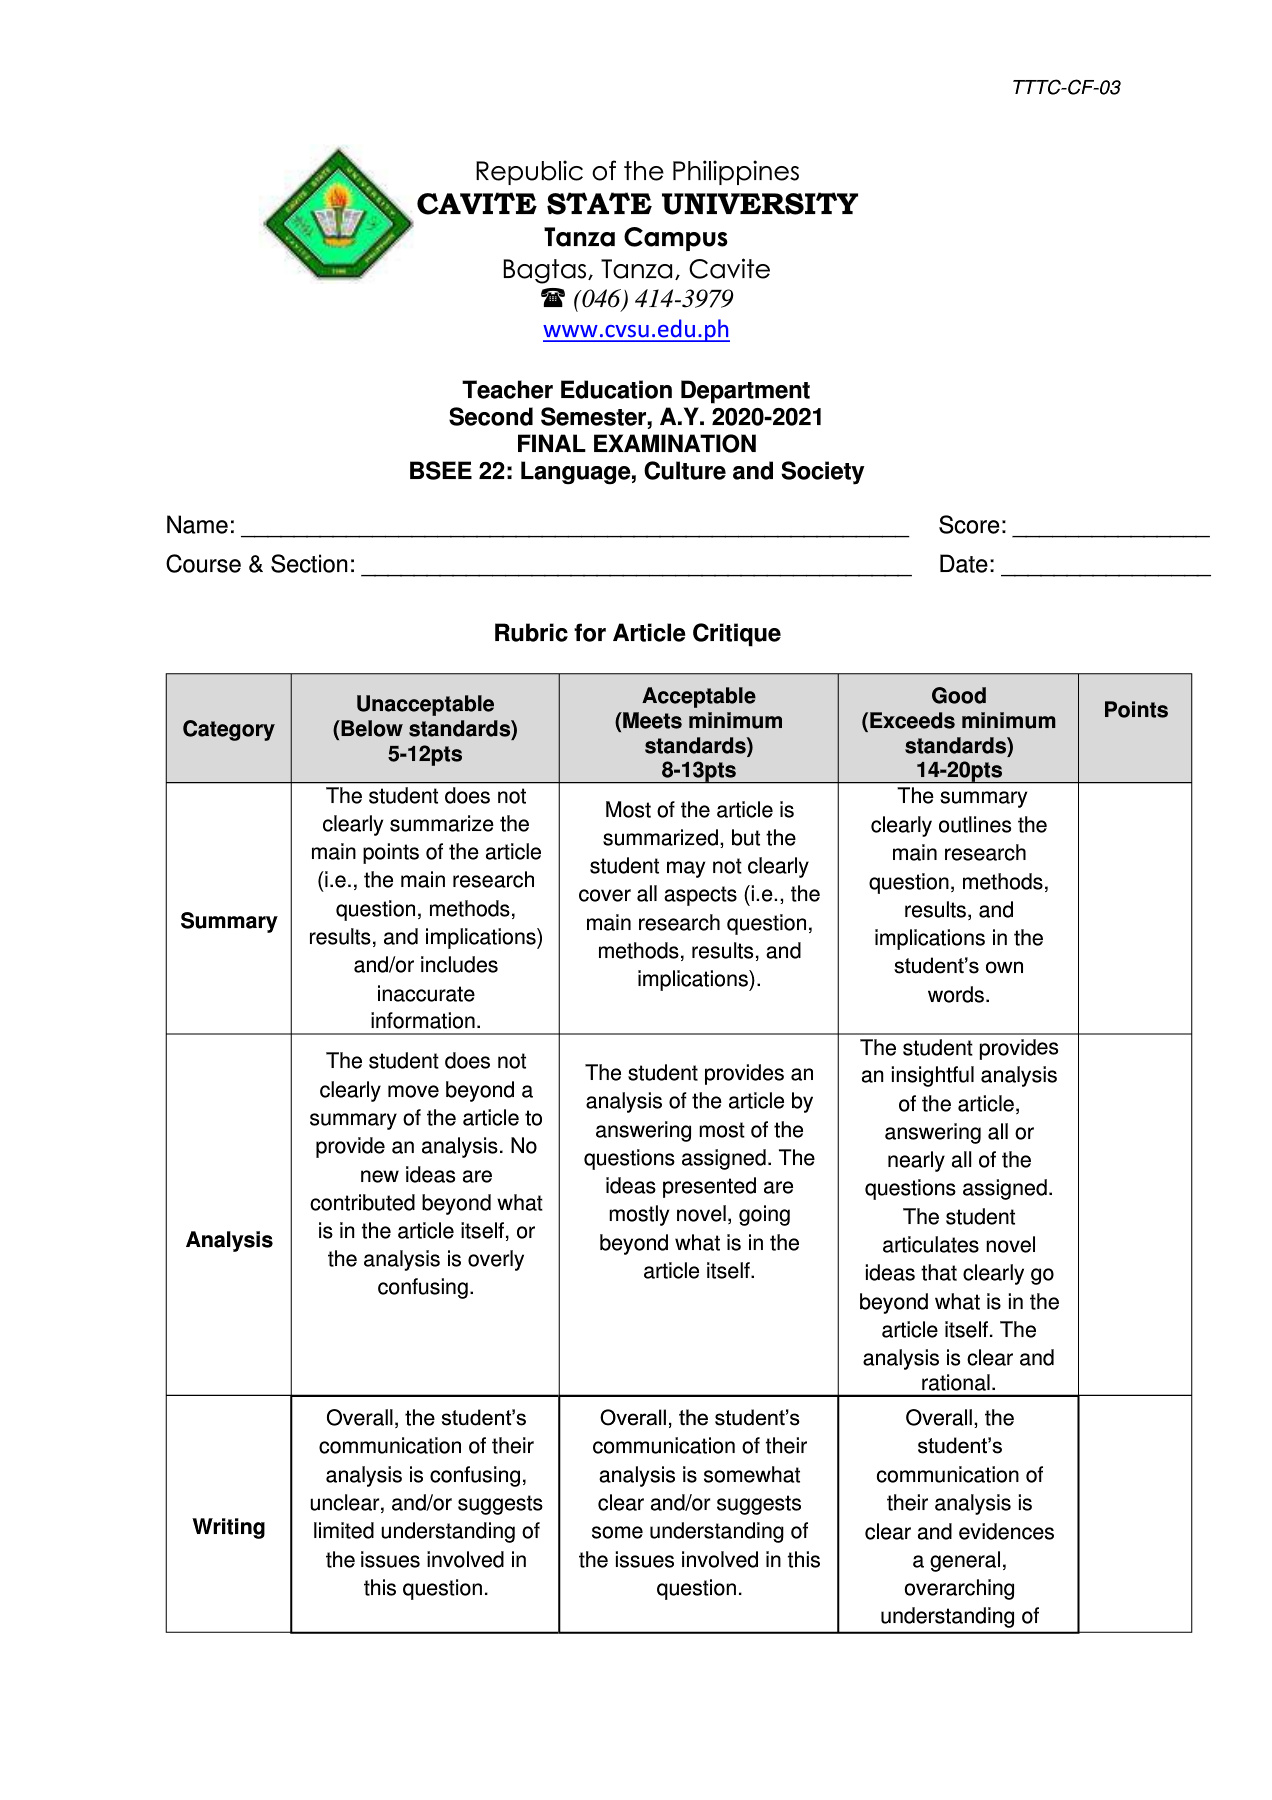 TTTC-CF-03
Republic of the Philippines
CAVITE STATE UNIVERSITY
Tanza Campus
Bagtas, Tanza, Cavite
☎ (046) 414-3979
www.cvsu.edu.ph
Teacher Education Department
Second Semester, A.Y. 2020-2021
FINAL EXAMINATION
BSEE 22: Language, Culture and Society
Name: ______________________ Score: ______________
Course & Section: ______________________ Date: ______________
Rubric for Article Critique
Category
Unacceptable
(Below standards)
5-12pts
Acceptable
(Meets minimum
standards)
8-13pts
Good
(Exceeds minimum
standards)
14-20pts
Points
Summary
The student does not
clearly summarize the
main points of the article
(i.e., the main research
question, methods,
results, and implications)
and/or includes
inaccurate
information.
Most of the article is
summarized, but the
student may not clearly
cover all aspects (i.e., the
main research question,
methods, results, and
implications).
The summary
clearly outlines the
main research
question, methods,
results, and
implications in the
student’s own
words.
Analysis
The student does not
clearly move beyond a
summary of the article to
provide an analysis. No
new ideas are
contributed beyond what
is in the article itself, or
the analysis is overly
confusing.
The student provides an
analysis of the article by
answering most of the
questions assigned. The
ideas presented are
mostly novel, going
beyond what is in the
article itself.
The student provides
an insightful analysis
of the article,
answering all or
nearly all of the
questions assigned.
The student
articulates novel
ideas that clearly go
beyond what is in the
article itself. The
analysis is clear and
rational.
Writing
Overall, the student’s
communication of their
analysis is confusing,
unclear, and/or suggests
limited understanding of
the issues involved in
this question.
Overall, the student’s
communication of their
analysis is somewhat
clear and/or suggests
some understanding of
the issues involved in this
question.
Overall, the
student’s
communication of
their analysis is
clear and evidences
a general,
overarching
understanding of